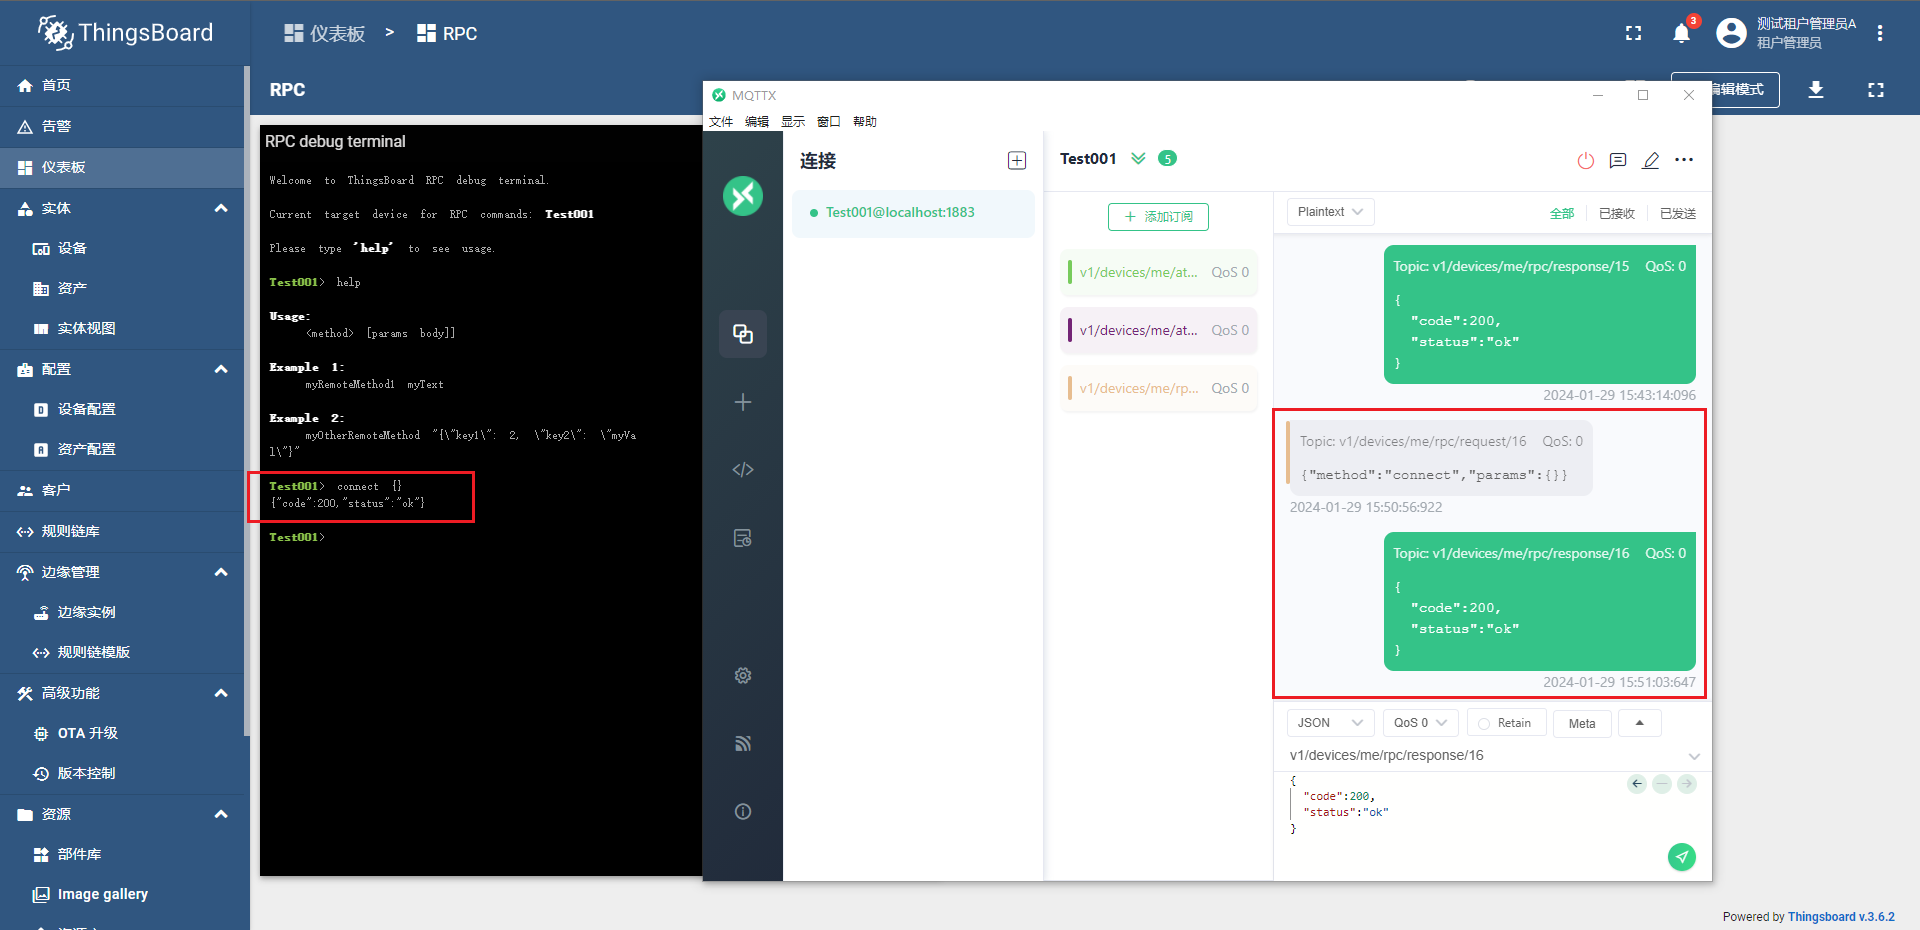 ThingsBoard
仪表板 > RPC
3
测试租户管理员A
租户管理员
首页
告警
仪表板
实体
设备
资产
实体视图
配置
D 设备配置
A 资产配置
客户
规则链库
边缘管理
边缘实例
规则链模版
高级功能
OTA 升级
版本控制
资源
部件库
Image gallery
RPC
编辑模式
RPC debug terminal
Welcome to ThingsBoard RPC debug terminal.
Current target device for RPC commands: Test001
Please type 'help' to see usage.
Test001> help
Usage:
<method> [params body]]
Example 1:
myRemoteMethod1 myText
Example 2:
myOtherRemoteMethod "{\"key1\": 2, \"key2\": \"myVa
l\"}"
Test001> connect {}
{"code":200,"status":"ok"}
Test001>
MQTTX
文件 编辑 显示 窗口 帮助
连接
Test001@localhost:1883
Test001 5
添加订阅
v1/devices/me/at... QoS 0
v1/devices/me/at... QoS 0
v1/devices/me/rp... QoS 0
Plaintext
全部 已接收 已发送
Topic: v1/devices/me/rpc/response/15 QoS: 0
{
"code":200,
"status":"ok"
}
2024-01-29 15:43:14:096
Topic: v1/devices/me/rpc/request/16 QoS: 0
{"method":"connect","params":{}}
2024-01-29 15:50:56:922
Topic: v1/devices/me/rpc/response/16 QoS: 0
{
"code":200,
"status":"ok"
}
2024-01-29 15:51:03:647
JSON QoS 0 Retain Meta
v1/devices/me/rpc/response/16
{
"code":200,
"status":"ok"
}
Powered by Thingsboard v.3.6.2